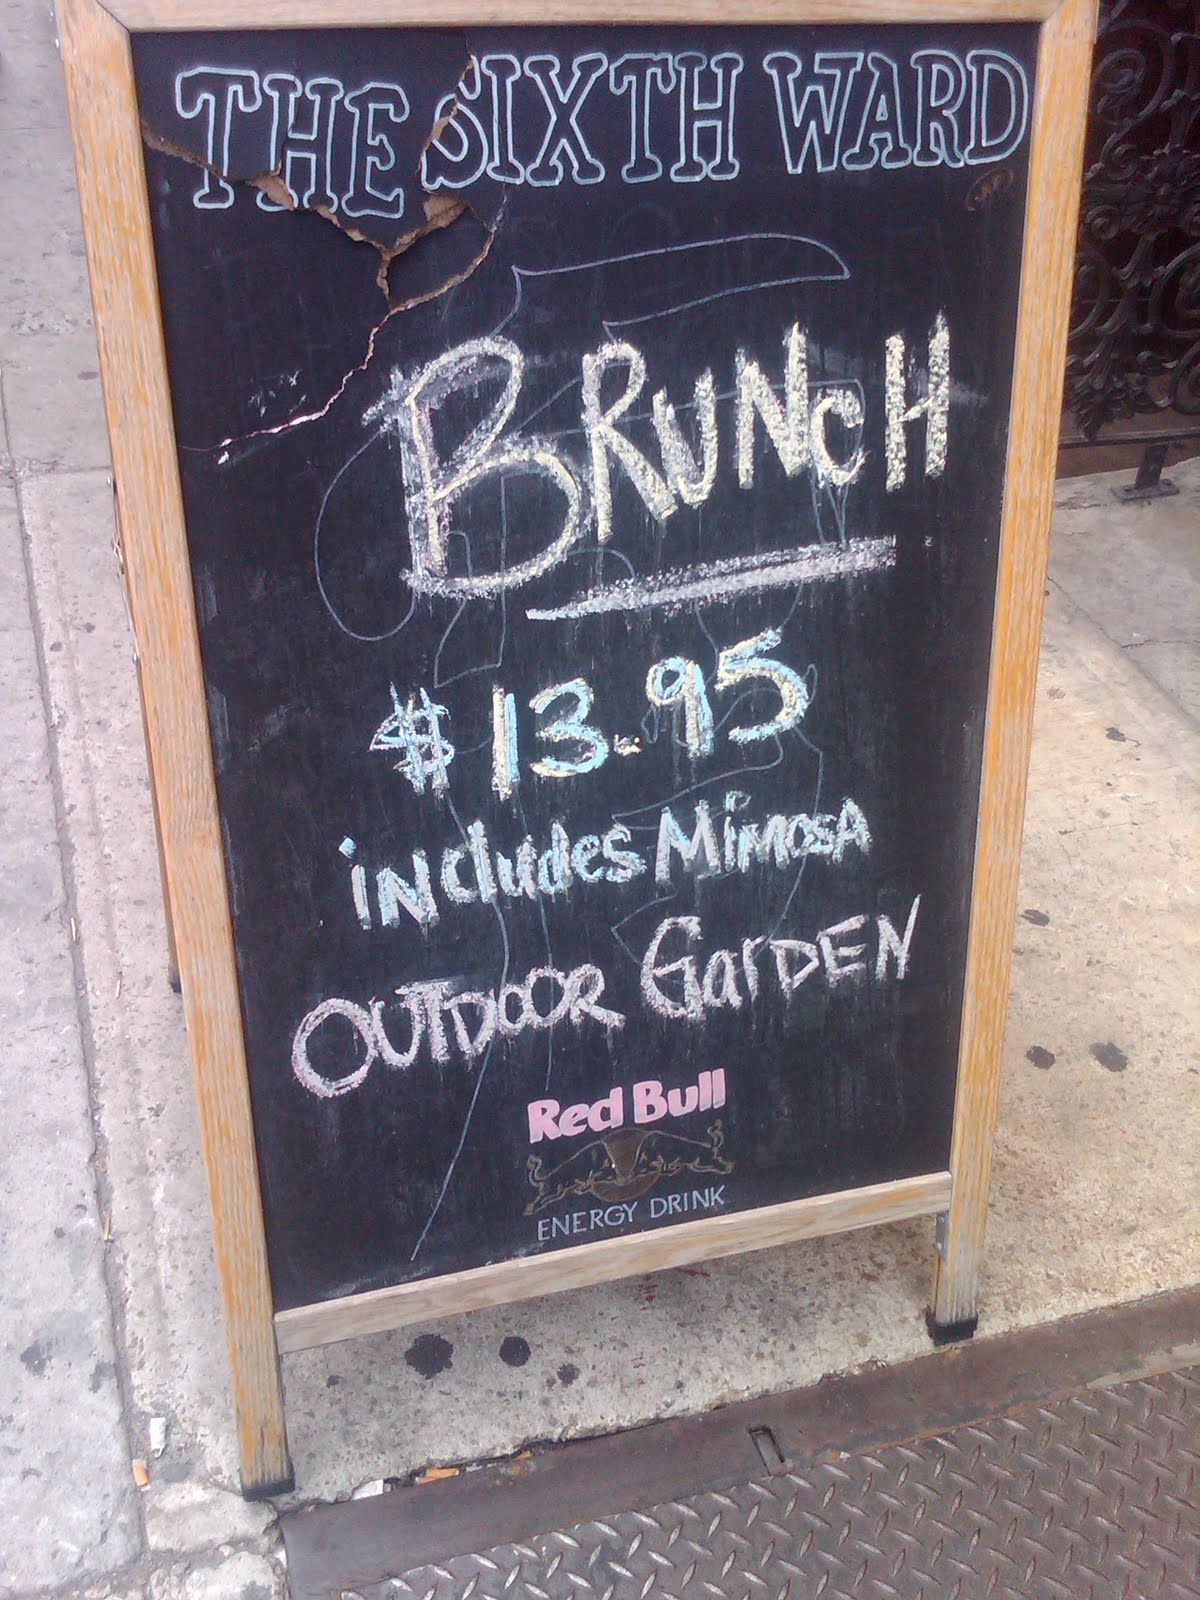 THE SIXTH WARD
BRUNCH
$13.95
includes Mimosa
OUTDOOR GarDEN
Red Bull
ENERGY DRINK